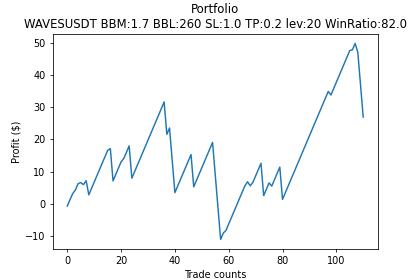 Portfolio
WAVESUSDT BBM:1.7 BBL:260 SL:1.0 TP:0.2 lev:20 WinRatio:82.0
50
40
30
20
10
0
−10
Profit ($)
0 20 40 60 80 100
Trade counts